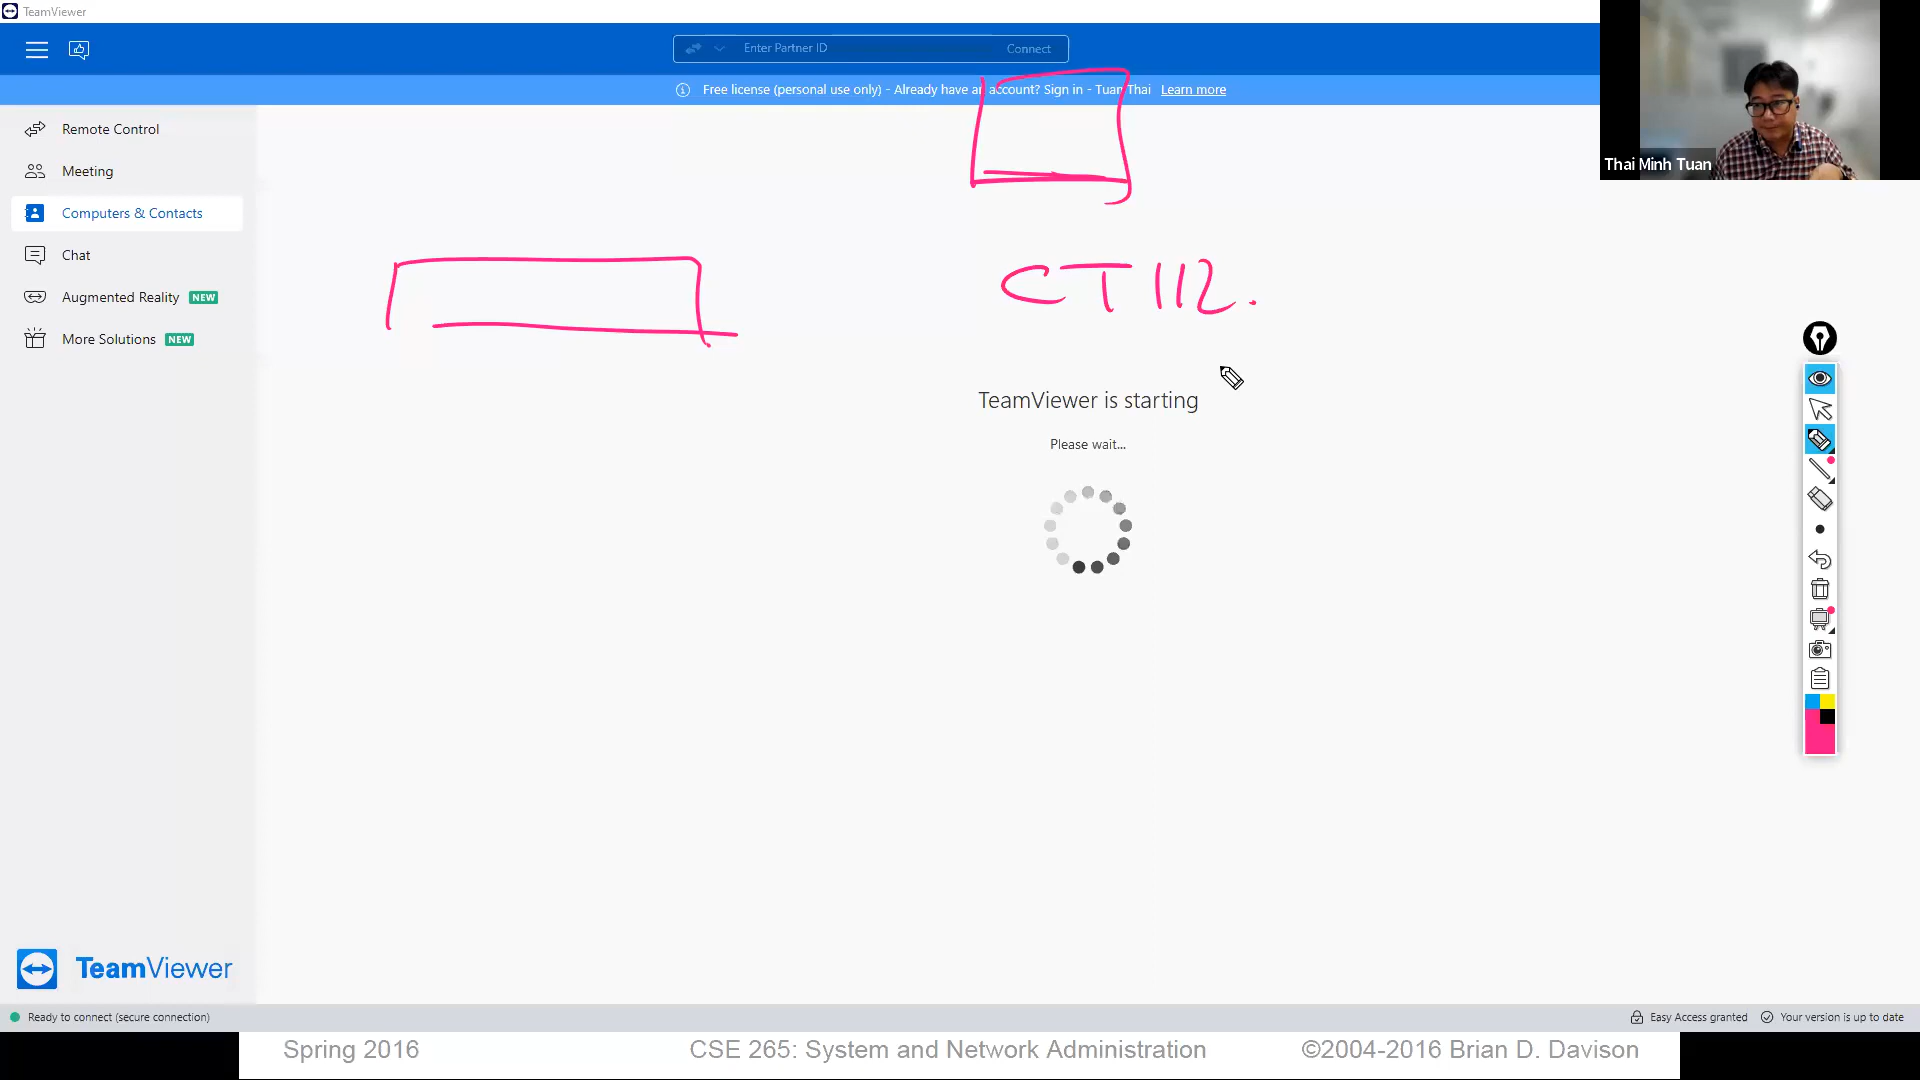 TeamViewer
Enter Partner ID
Connect
Free license (personal use only) - Already have an account? Sign in - Tuan Thai Learn more
Thai Minh Tuan
Remote Control
Meeting
Computers & Contacts
Chat
Augmented Reality NEW
More Solutions NEW
CT112.
TeamViewer is starting
Please wait...
TeamViewer
Ready to connect (secure connection)
Easy Access granted
Your version is up to date
Spring 2016
CSE 265: System and Network Administration
©2004-2016 Brian D. Davison